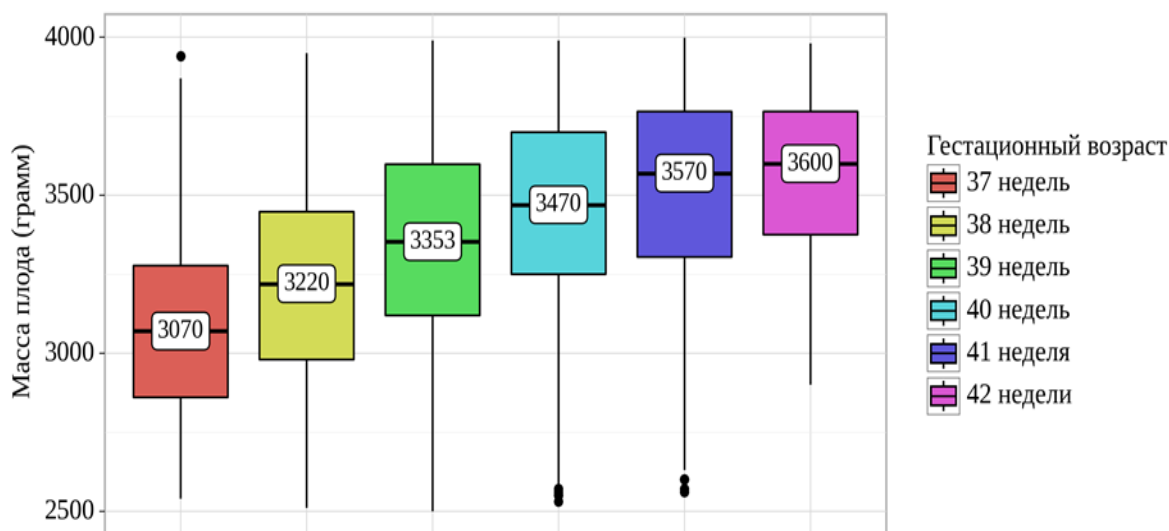 4000
3500
3000
2500
Масса плода (грамм)
3070
3220
3353
3470
3570
3600
Гестационный возраст
37 недель
38 недель
39 недель
40 недель
41 неделя
42 недели